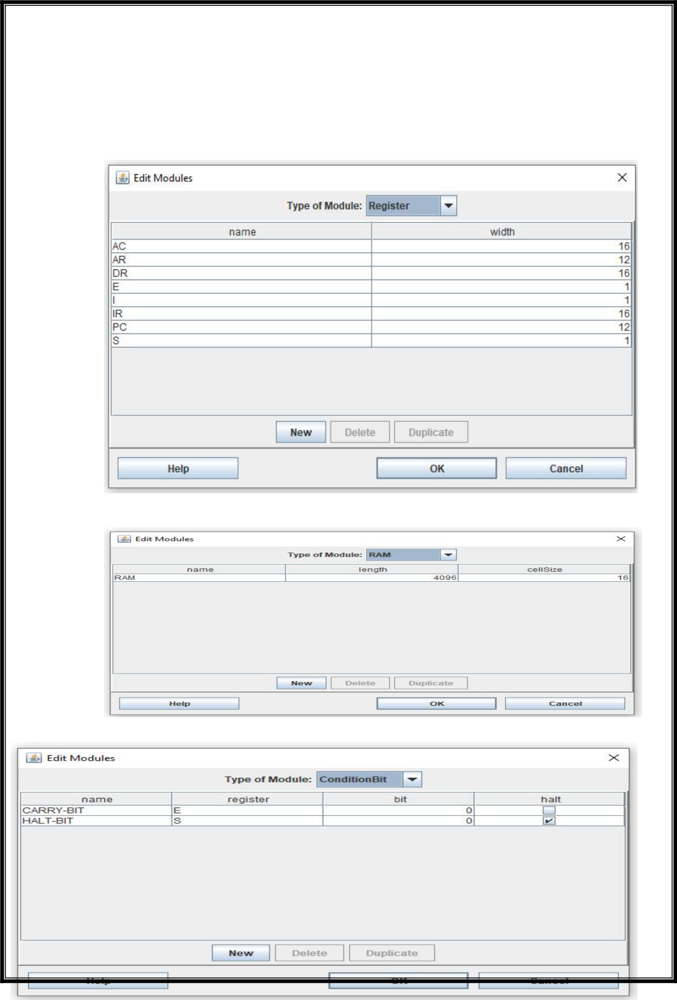 Edit Modules
Type of Module: Register
name width
AC 16
AR 12
DR 16
E 1
I 1
IR 16
PC 12
S 1
New Delete Duplicate
Help OK Cancel
Edit Modules
Type of Module: RAM
name length cellSize
RAM 4096 16
New Delete Duplicate
Help OK Cancel
Edit Modules
Type of Module: ConditionBit
name register bit halt
CARRY-BIT E 0
HALT-BIT S 0
New Delete Duplicate
Help OK Cancel